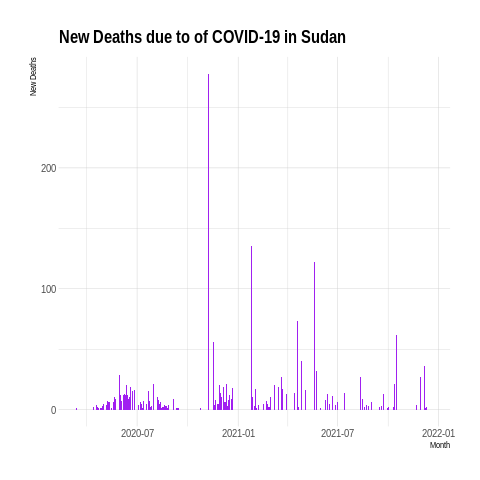 New Deaths due to of COVID-19 in Sudan
New Deaths
200
100
0
2020-07 2021-01 2021-07 2022-01
Month